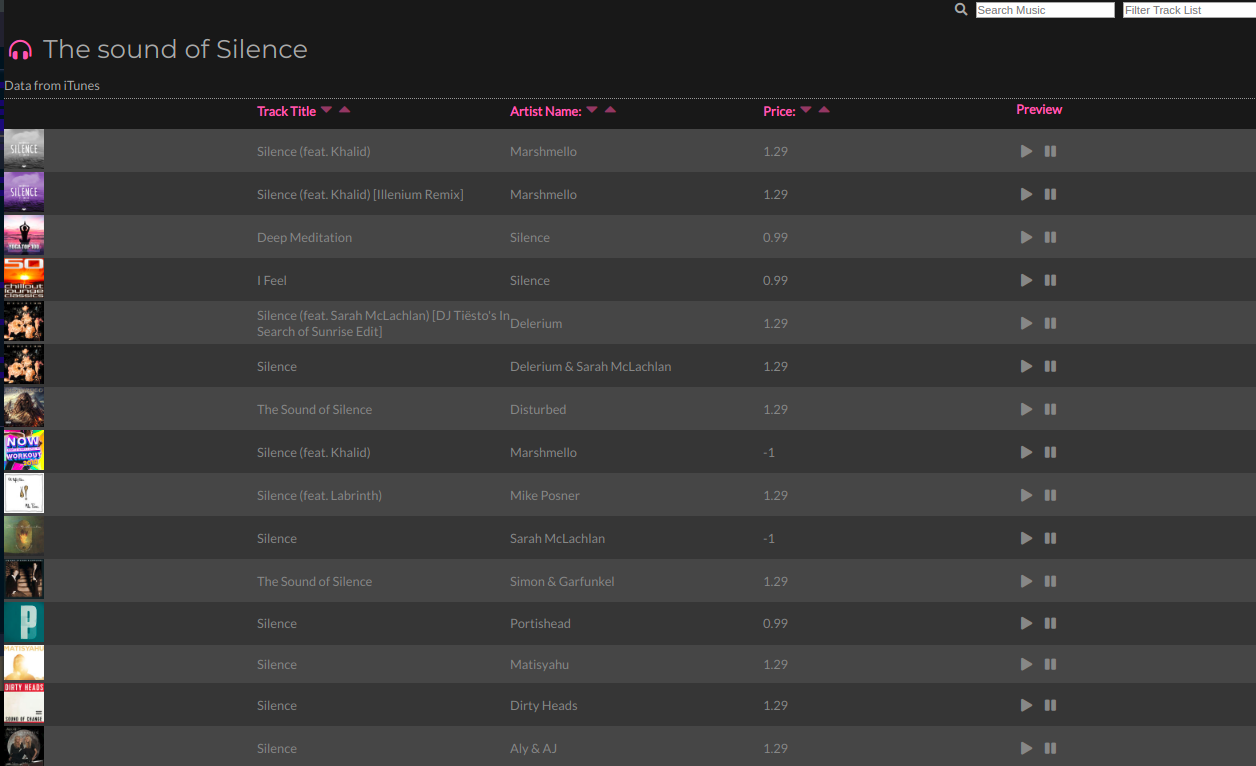 Search Music
Filter Track List
The sound of Silence
Data from iTunes
Track Title Artist Name: Price: Preview
SILENCE
Silence (feat. Khalid) Marshmello 1.29
SILENCE
Silence (feat. Khalid) [Illenium Remix] Marshmello 1.29
Deep Meditation Silence 0.99
50
chillout
lounge
classics
I Feel Silence 0.99
Silence (feat. Sarah McLachlan) [DJ Tiësto's In
Search of Sunrise Edit]
Delerium 1.29
Silence Delerium & Sarah McLachlan 1.29
The Sound of Silence Disturbed 1.29
NOW
WORKOUT
Silence (feat. Khalid) Marshmello -1
Silence (feat. Labrinth) Mike Posner 1.29
Silence Sarah McLachlan -1
The Sound of Silence Simon & Garfunkel 1.29
P
Silence Portishead 0.99
MATISYAHU
Silence Matisyahu 1.29
DIRTY HEADS
SOUND OF CHANGE
Silence Dirty Heads 1.29
Silence Aly & AJ 1.29